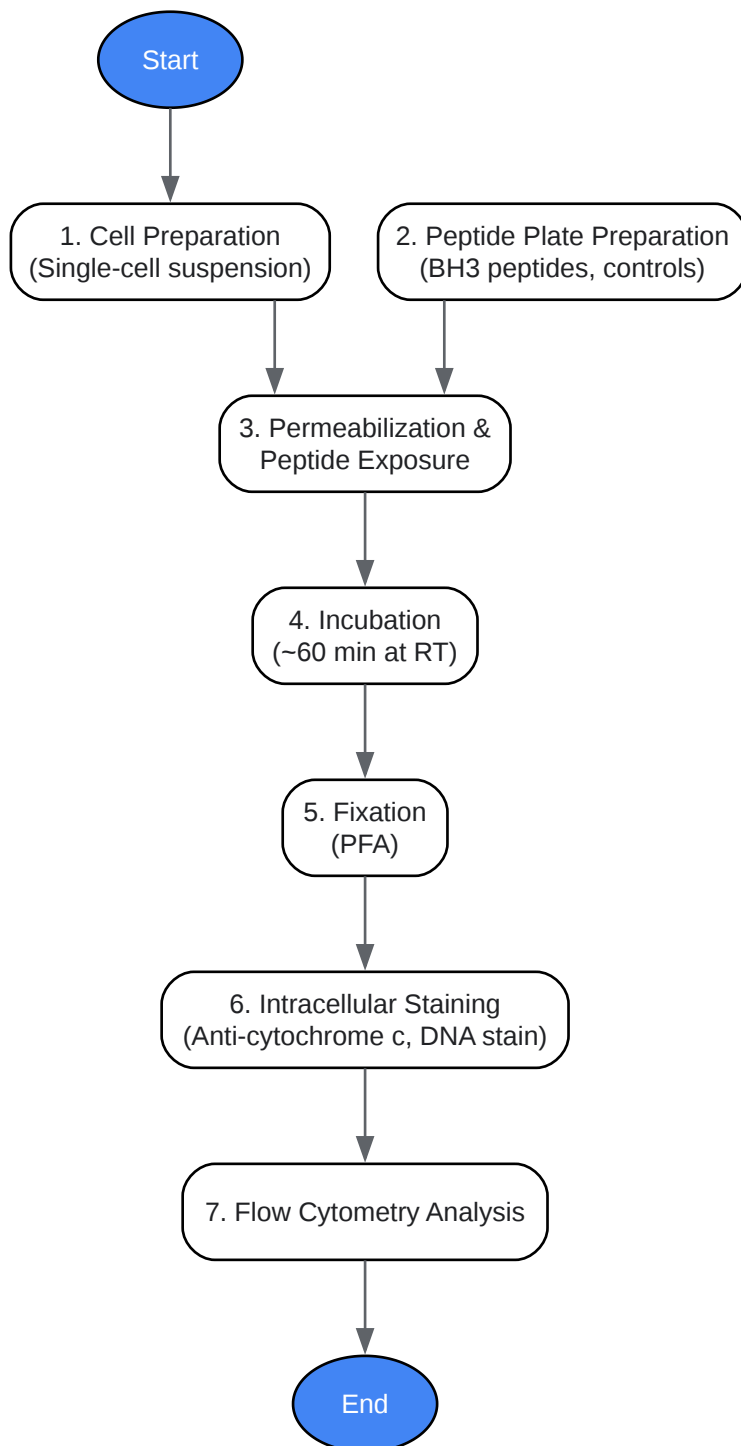 Start
1. Cell Preparation
(Single-cell suspension)
2. Peptide Plate Preparation
(BH3 peptides, controls)
3. Permeabilization &
Peptide Exposure
4. Incubation
(~60 min at RT)
5. Fixation
(PFA)
6. Intracellular Staining
(Anti-cytochrome c, DNA stain)
7. Flow Cytometry Analysis
End